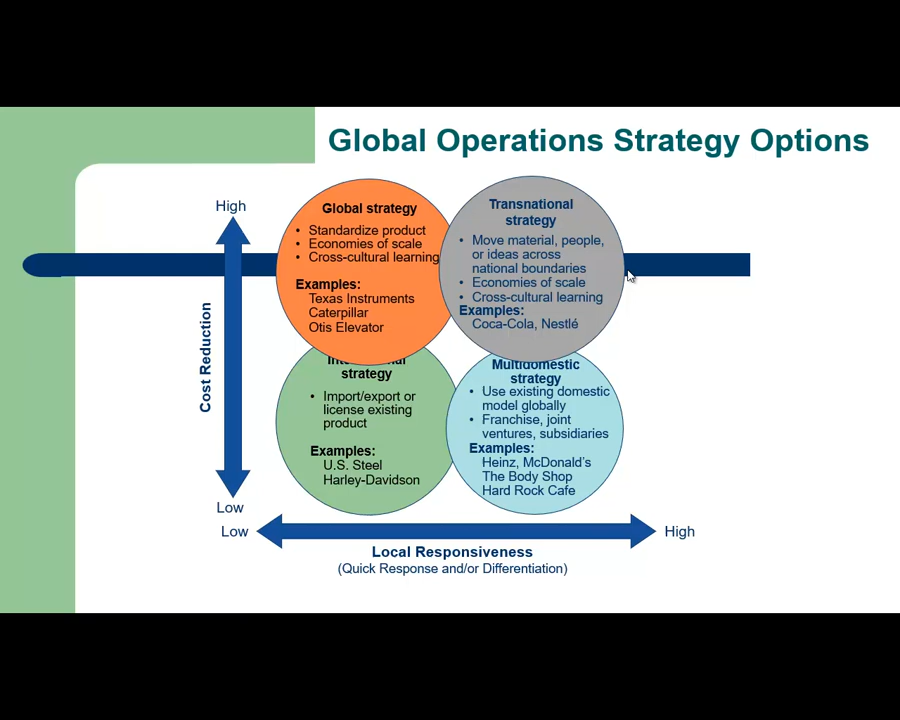 Global Operations Strategy Options
High
Cost Reduction
Low
Global strategy
• Standardize product
• Economies of scale
• Cross-cultural learning
Examples:
Texas Instruments
Caterpillar
Otis Elevator
Transnational
strategy
• Move material, people,
or ideas across
national boundaries
• Economies of scale
• Cross-cultural learning
Examples:
Coca-Cola, Nestlé
strategy
• Import/export or
license existing
product
Examples:
U.S. Steel
Harley-Davidson
Multidomestic
strategy
• Use existing domestic
model globally
• Franchise, joint
ventures, subsidiaries
Examples:
Heinz, McDonald's
The Body Shop
Hard Rock Cafe
Low
High
Local Responsiveness
(Quick Response and/or Differentiation)